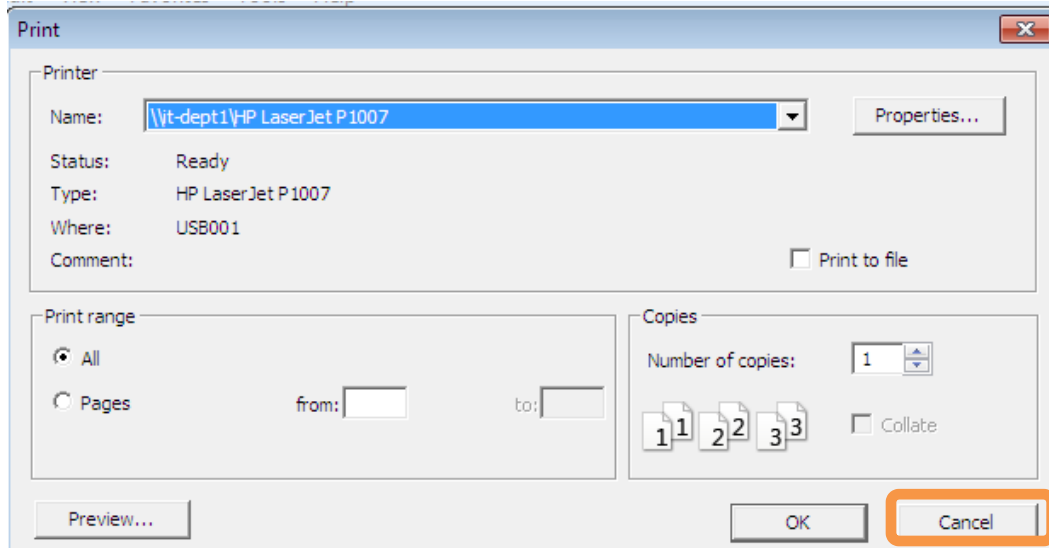 Print
Printer
Name: \\it-dept1\HP LaserJet P1007 Properties...
Status: Ready
Type: HP LaserJet P1007
Where: USB001
Comment: Print to file
Print range
All
Pages from: to:
Copies
Number of copies: 1
1 1 2 2 3 3 Collate
Preview... OK Cancel